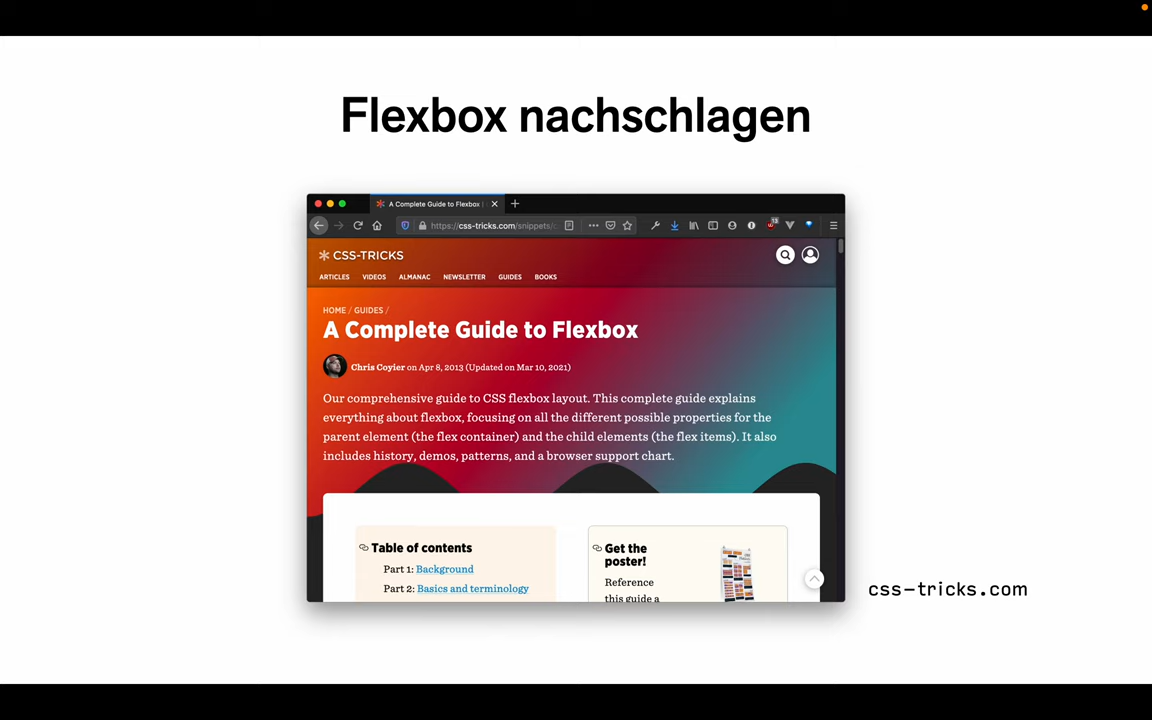 Flexbox nachschlagen
A Complete Guide to Flexbox |
https://css-tricks.com/snippets/
13
CSS-TRICKS
ARTICLES VIDEOS ALMANAC NEWSLETTER GUIDES BOOKS
HOME / GUIDES /
A Complete Guide to Flexbox
Chris Coyier on Apr 8, 2013 (Updated on Mar 10, 2021)
Our comprehensive guide to CSS flexbox layout. This complete guide explains
everything about flexbox, focusing on all the different possible properties for the
parent element (the flex container) and the child elements (the flex items). It also
includes history, demos, patterns, and a browser support chart.
Table of contents
Part 1: Background
Part 2: Basics and terminology
Get the
poster!
Reference
this guide a
css-tricks.com